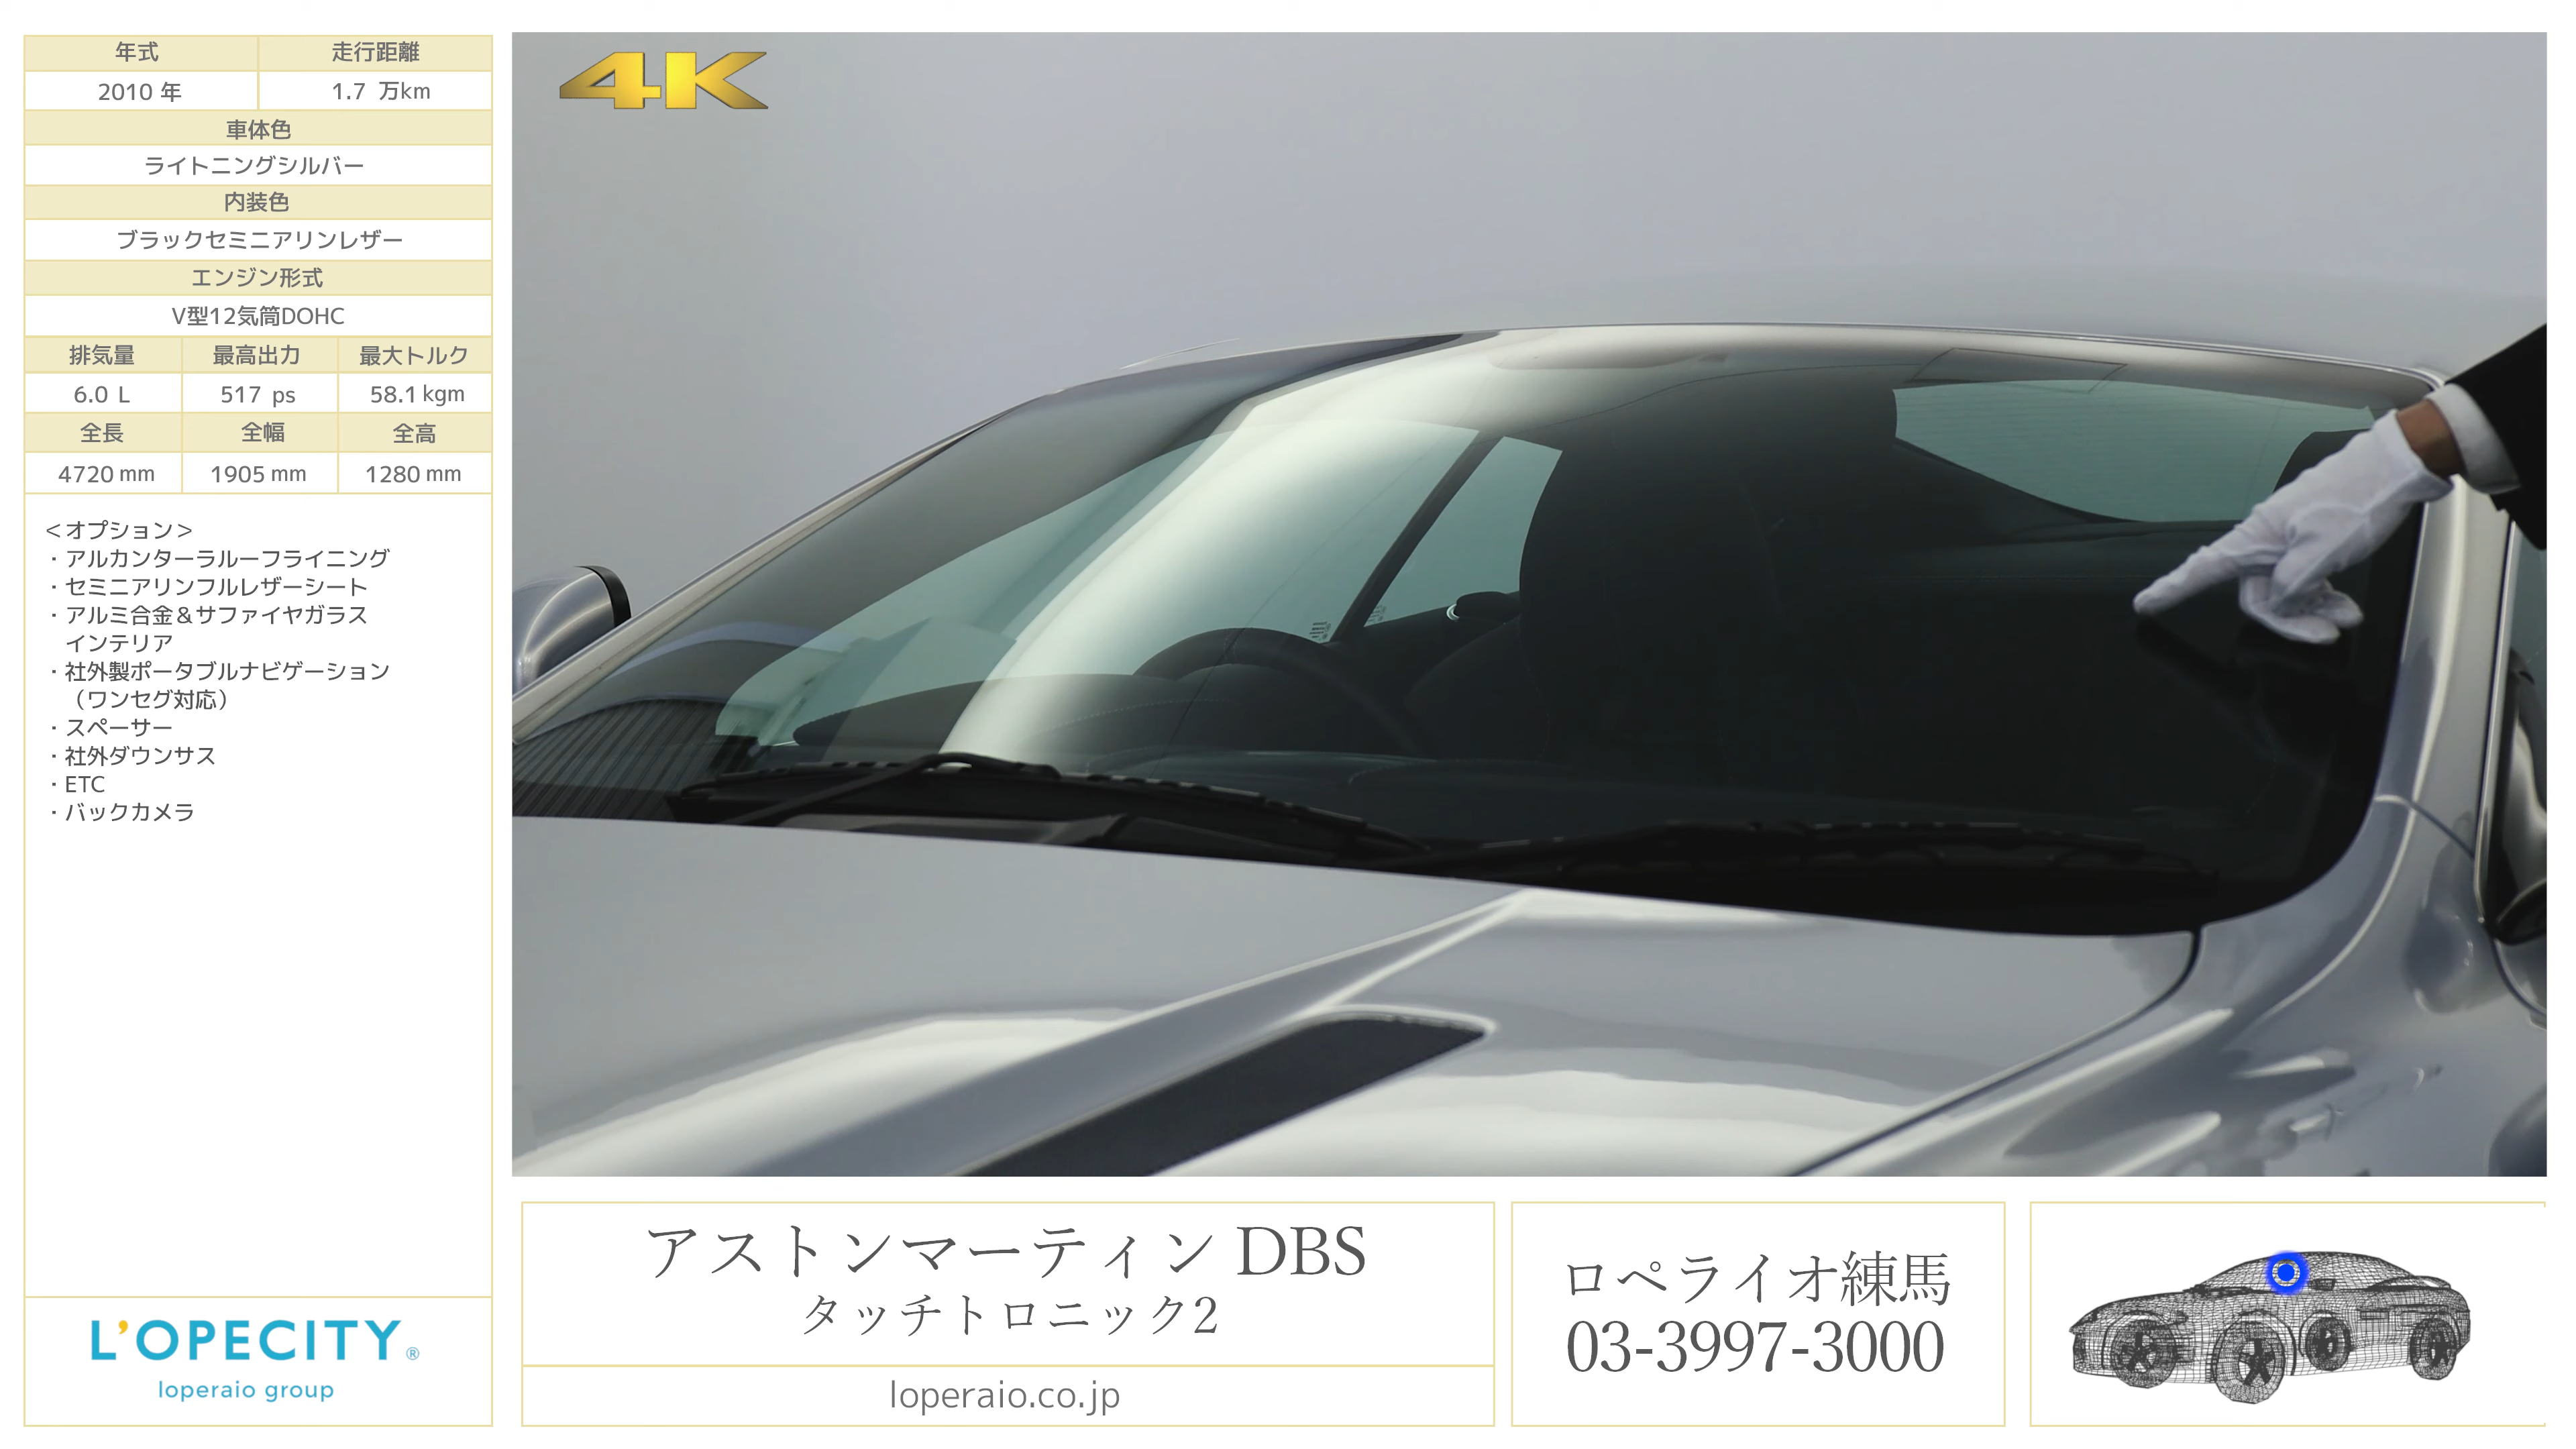 年式 走行距離
2010 年 1.7 万km
車体色
ライトニングシルバー
内装色
ブラックセミニアリンレザー
エンジン形式
V型12気筒DOHC
排気量 最高出力 最大トルク
6.0 L 517 ps 58.1 kgm
全長 全幅 全高
4720 mm 1905 mm 1280 mm
＜オプション＞
・アルカンターラルーフライニング
・セミニアリンフルレザーシート
・アルミ合金＆サファイヤガラス
インテリア
・社外製ポータブルナビゲーション
（ワンセグ対応）
・スペーサー
・社外ダウンサス
・ETC
・バックカメラ
L'OPECITY®
loperaio group
4K
アストンマーティン DBS
タッチトロニック2
loperaio.co.jp
ロペライオ練馬
03-3997-3000